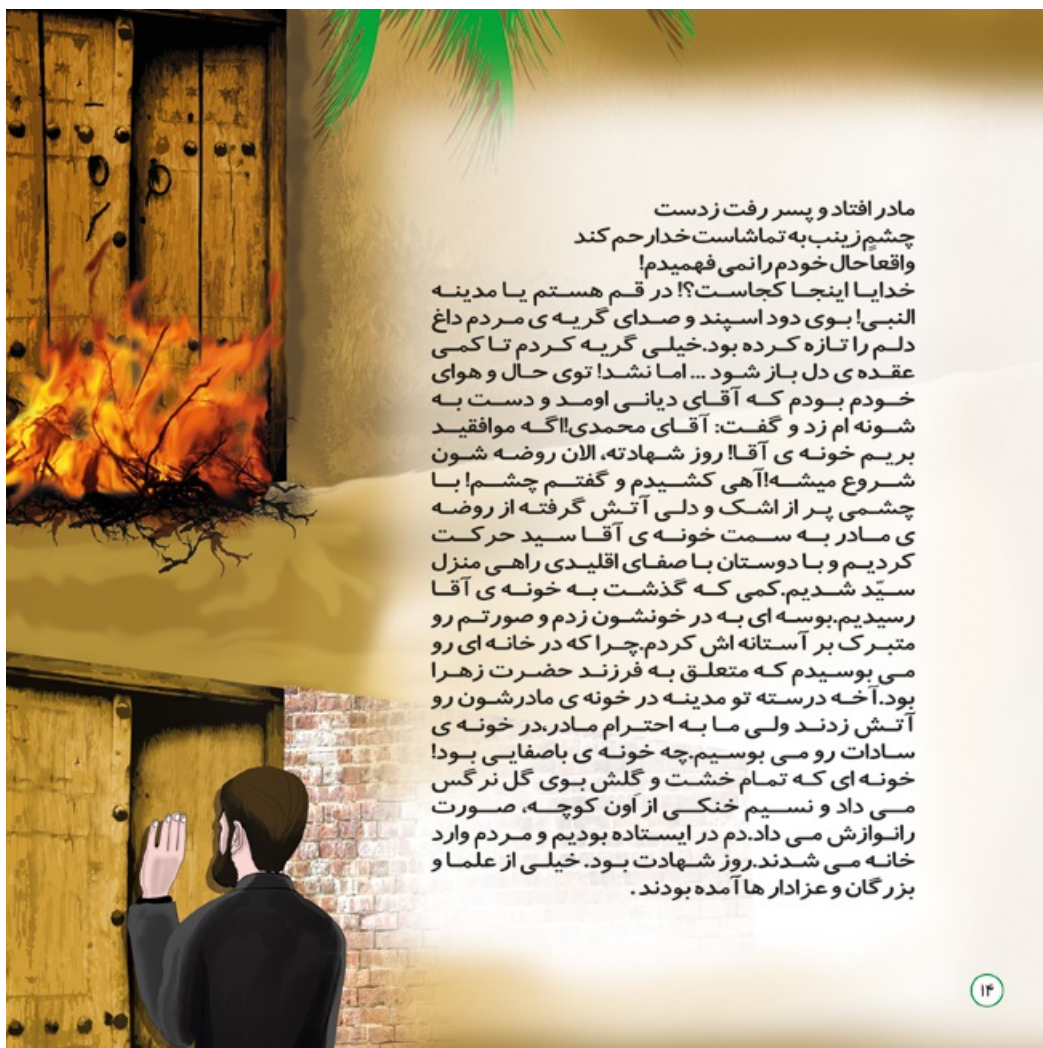 مادر افتاد و پسر رفت ز دست
چشم زینب به تماشاست خدا رحم کند
واقعاً حال خودم را نمی فهمیدم!
خدایا اینجا کجاست؟! در قم هستم یا مدینه
النبی! بوی دود اسپند و صدای گریه ی مردم داغ
دلم را تازه کرده بود.خیلی گریه کردم تا کمی
عقده ی دل باز شود ... اما نشد! توی حال و هوای
خودم بودم که آقای دیانی اومد و دست به
شونه ام زد و گفت: آقای محمدی!اگه موافقید
بریم خونه ی آقا! روز شهادته، الان روضه شون
شروع میشه!آهی کشیدم و گفتم چشم! با
چشمی پر از اشک و دلی آتش گرفته از روضه
ی مادر به سمت خونه ی آقا سید حرکت
کردیم و با دوستان با صفای اقلیدی راهی منزل
سیّد شدیم.کمی که گذشت به خونه ی آقا
رسیدیم.بوسه ای به در خونشون زدم و صورتم رو
متبرک بر آستانه اش کردم.چرا که در خانه ای رو
می بوسیدم که متعلق به فرزند حضرت زهرا
بود.آخه درسته تو مدینه در خونه ی مادرشون رو
آتش زدند ولی ما به احترام مادر،در خونه ی
سادات رو می بوسیم.چه خونه ی باصفایی بود!
خونه ای که تمام خشت و گلش بوی گل نرگس
می داد و نسیم خنکی از اون کوچه، صورت
را نوازش می داد.دم در ایستاده بودیم و مردم وارد
خانه می شدند.روز شهادت بود. خیلی از علما و
بزرگان و عزادار ها آمده بودند .
۱۴